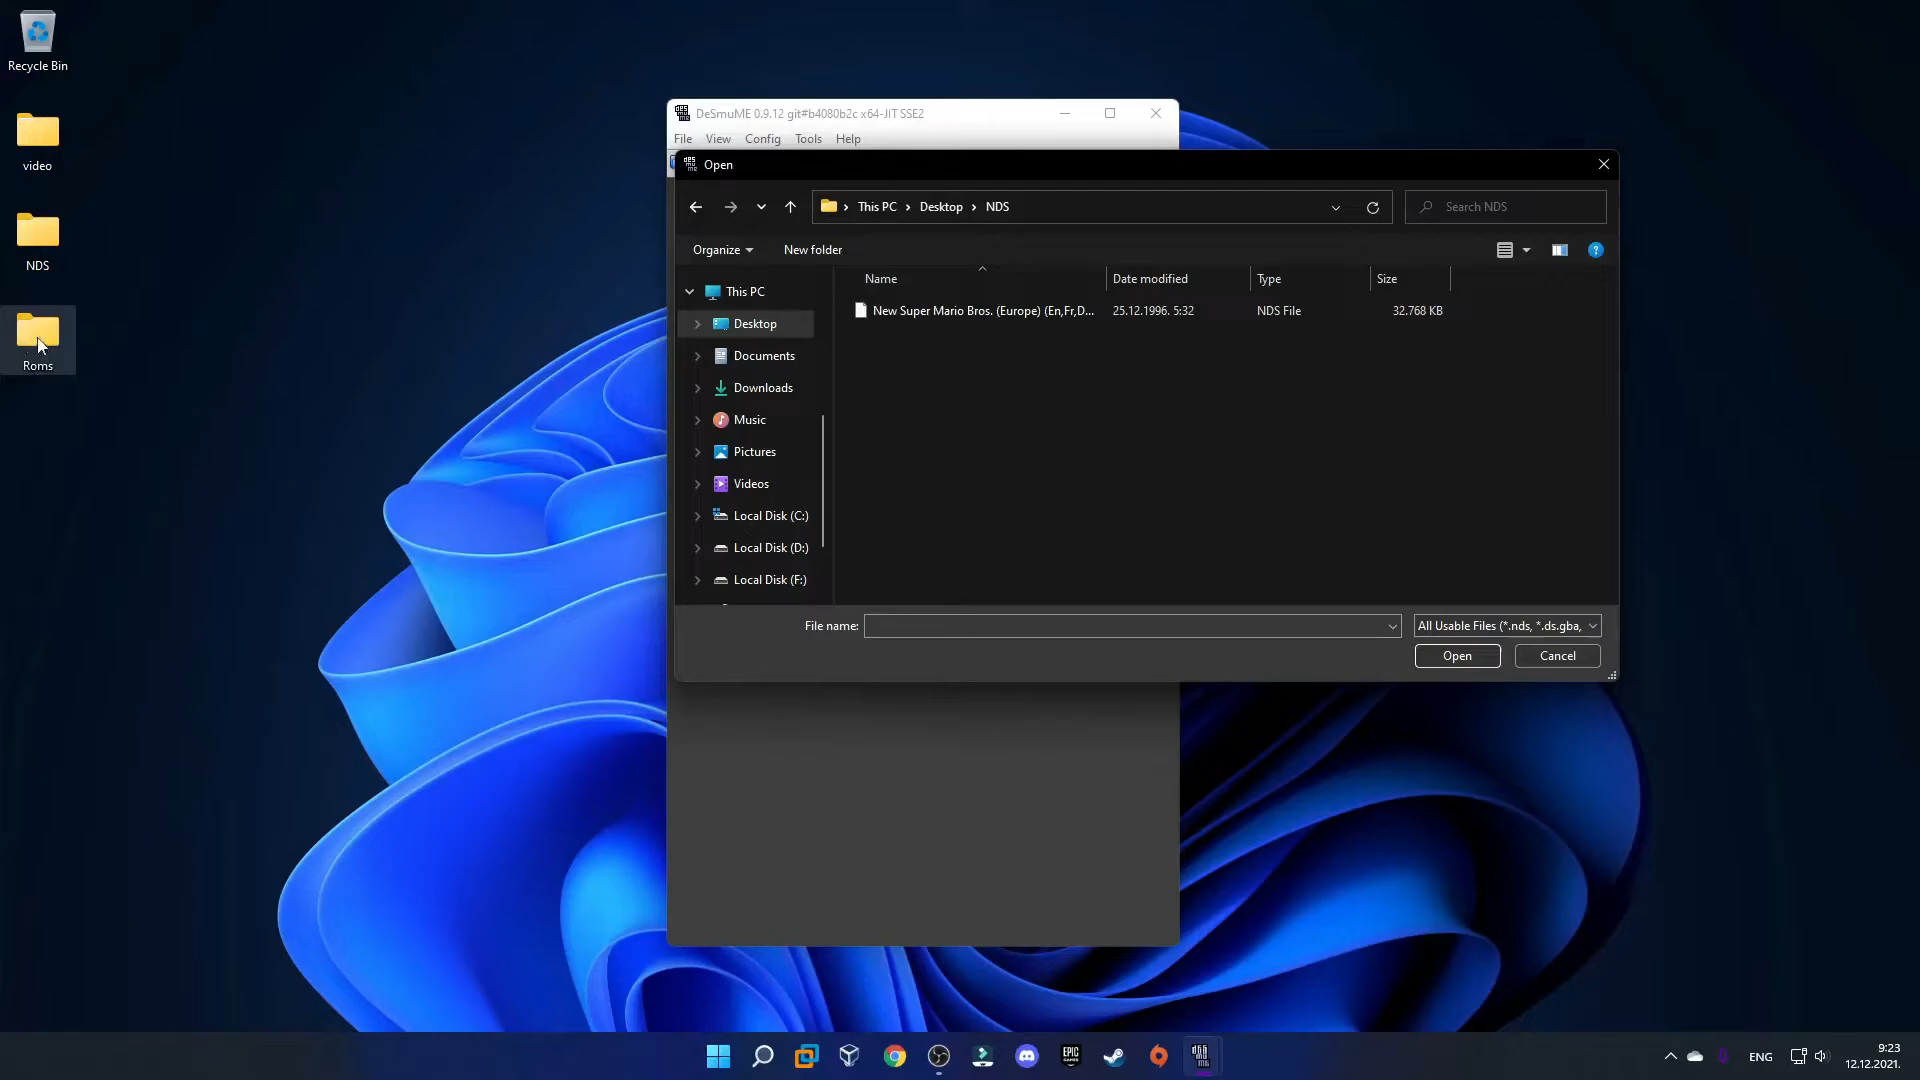 Recycle Bin
video
NDS
Roms
DeSmuME 0.9.12 git#b4080b2c x64-JIT SSE2
File View Config Tools Help
Open
This PC > Desktop > NDS
Search NDS
Organize New folder
Name Date modified Type Size
New Super Mario Bros. (Europe) (En,Fr,D... 25.12.1996. 5:32 NDS File 32.768 KB
This PC
Desktop
Documents
Downloads
Music
Pictures
Videos
Local Disk (C:)
Local Disk (D:)
Local Disk (F:)
File name:
All Usable Files (*.nds, *.ds.gba,
Open Cancel
EPIC GAMES
ENG
9:23
12.12.2021.